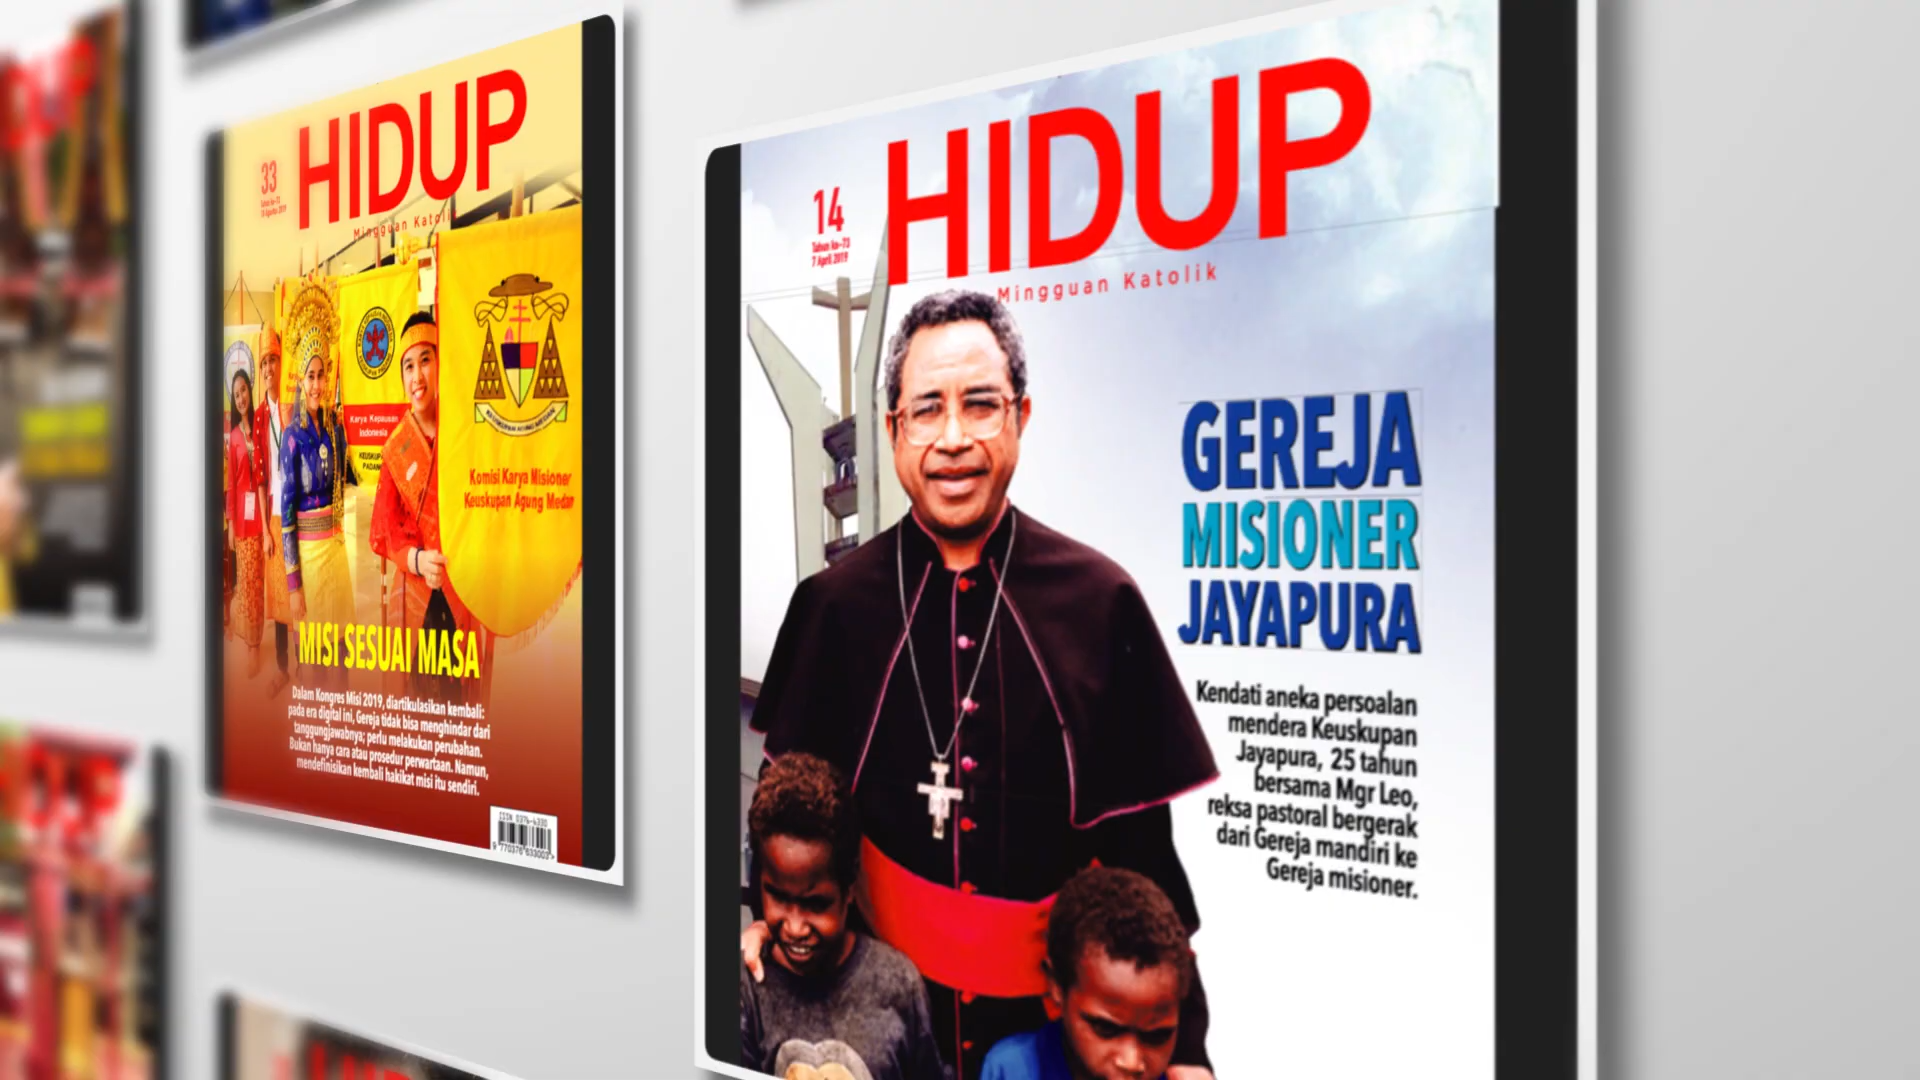 33
HIDUP
Mingguan Katolik
Karya Kepausan
Indonesia
Komisi Karya Misioner
Keuskupan Agung Medan
MISI SESUAI MASA
Dalam Kongres Misi 2019, diartikulasikan kembali:
pada era digital ini, Gereja tidak bisa menghindar dari
tanggungjawabnya; perlu melakukan perubahan.
Bukan hanya cara atau prosedur perwartaan. Namun,
mendefinisikan kembali hakikat misi itu sendiri.
ISSN 0376-6330
14
Tahun ke-73
7 April 2019
HIDUP
Mingguan Katolik
GEREJA
MISIONER
JAYAPURA
Kendati aneka persoalan
mendera Keuskupan
Jayapura, 25 tahun
bersama Mgr Leo,
reksa pastoral bergerak
dari Gereja mandiri ke
Gereja misioner.